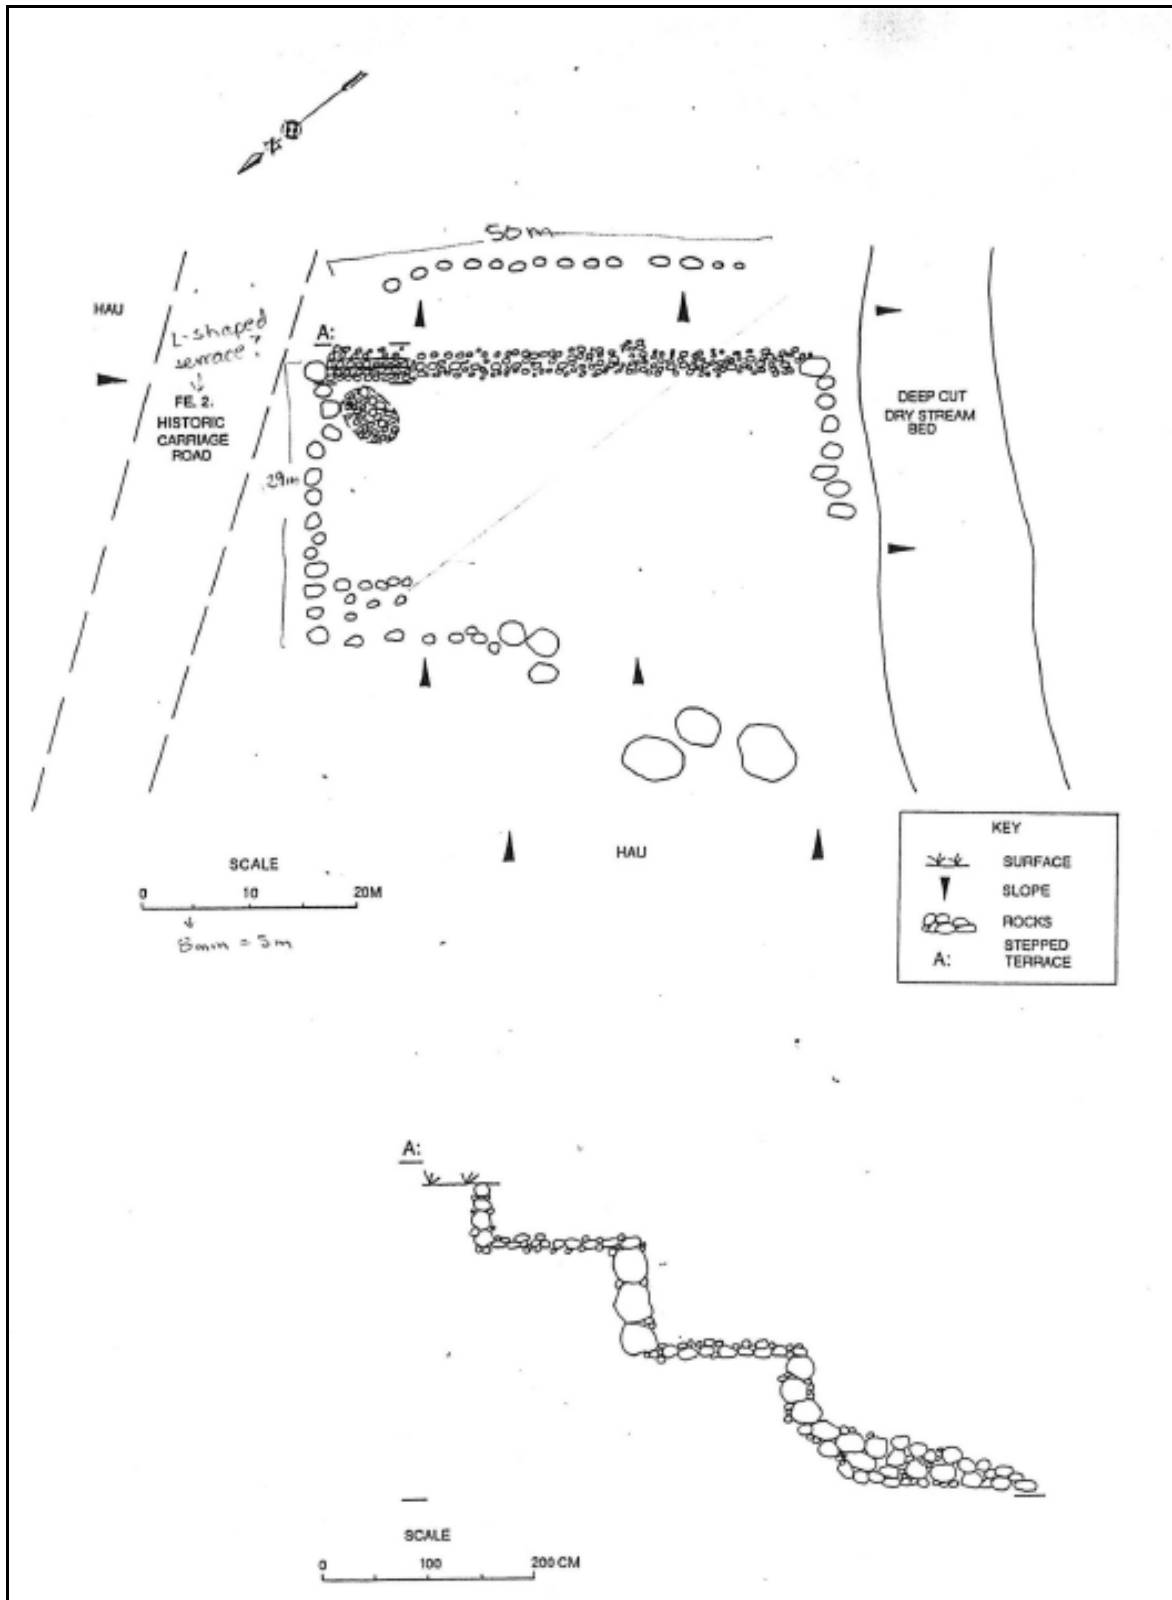 N
50m
HAU
L-shaped
terrace?
A:
FE. 2.
HISTORIC
CARRIAGE
ROAD
29m
DEEP CUT
DRY STREAM
BED
HAU
SCALE
0 10 20M
8mm = 5m
KEY
SURFACE
SLOPE
ROCKS
A: STEPPED
TERRACE
A:
SCALE
0 100 200 CM